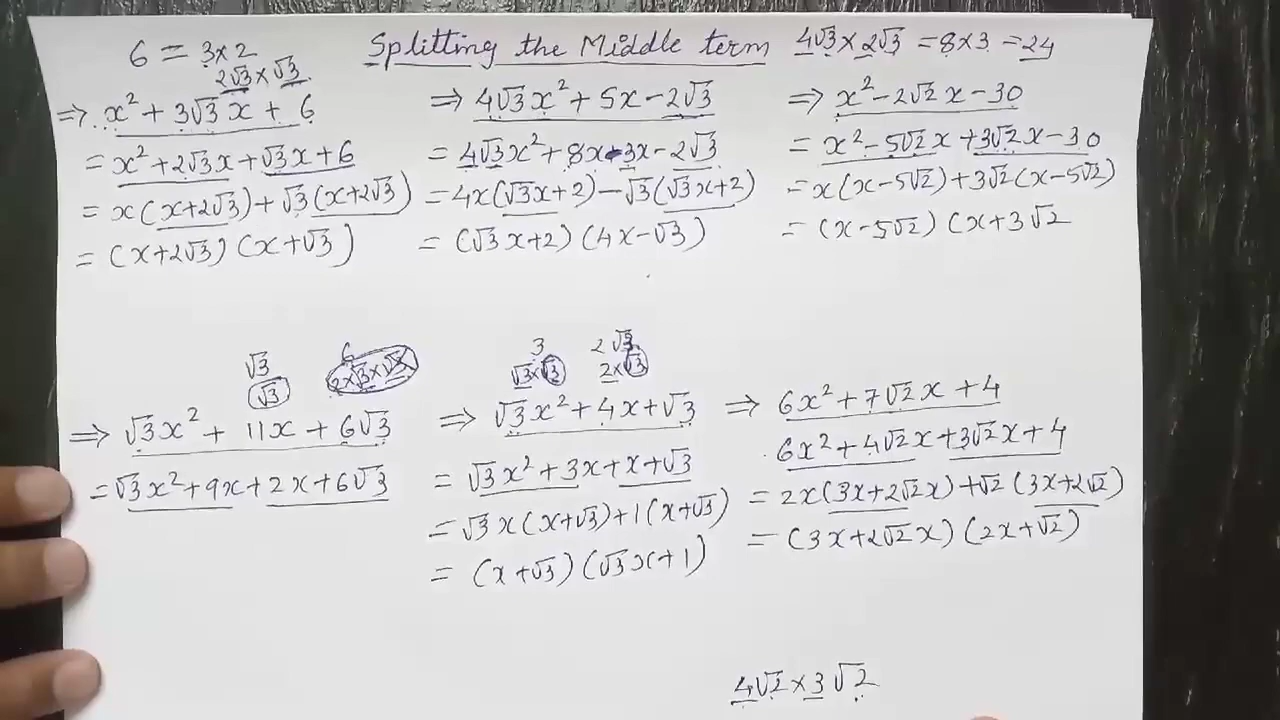 6 = 3×2
2√3×√3.
Splitting the Middle term
4√3 × 2√3 = 8×3 = 24
⇒ x² + 3√3 x + 6
= x² + 2√3x + √3x + 6
= x(x+2√3) + √3(x+2√3)
= (x+2√3) (x+√3)
⇒ 4√3x² + 5x - 2√3
= 4√3x² + 8x - 3x - 2√3
= 4x(√3x+2) - √3(√3x+2)
= (√3x+2) (4x-√3)
⇒ x² - 2√2x - 30
= x² - 5√2x + 3√2x - 30
= x(x-5√2) + 3√2(x-5√2)
= (x-5√2) (x+3√2
√3 6
√3 2×√3×√3
⇒ √3x² + 11x + 6√3
= √3x² + 9x + 2x + 6√3
3 2√3
√3×√3 2×√3
⇒ √3x² + 4x + √3
= √3x² + 3x + x + √3
= √3x(x+√3) + 1(x+√3)
= (x+√3) (√3x+1)
⇒ 6x² + 7√2x + 4
6x² + 4√2x + 3√2x + 4
= 2x(3x+2√2x) + √2(3x+2√2)
= (3x+2√2x) (2x+√2)
4√2 × 3√2